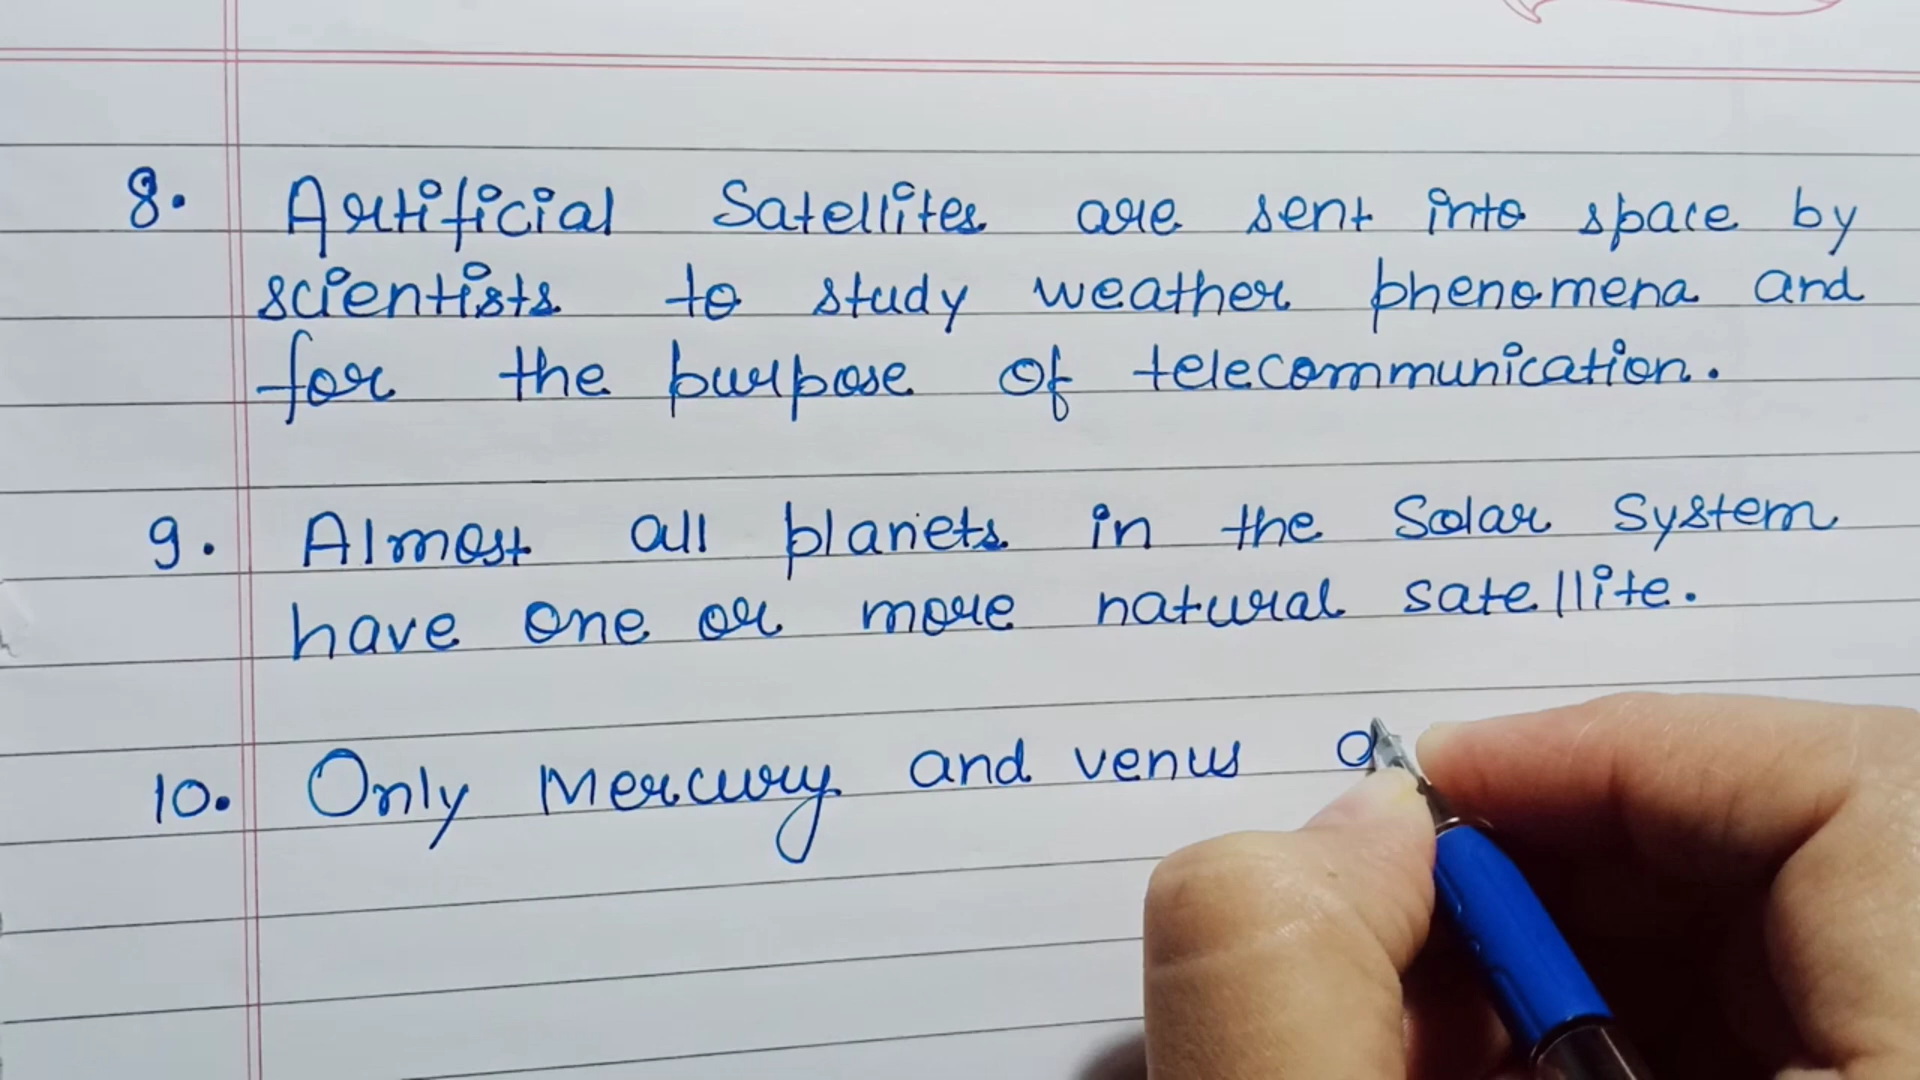 8. Artificial Satellites are sent into space by
scientists to study weather phenomena and
for the purpose of telecommunication.
9. Almost all planets in the Solar System
have one or more natural satellite.
10. Only Mercury and venus